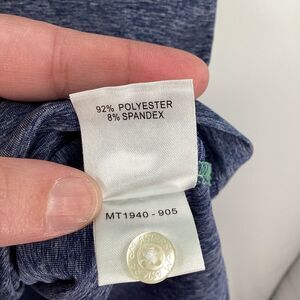 92% POLYESTER
8% SPANDEX
MT1940-905